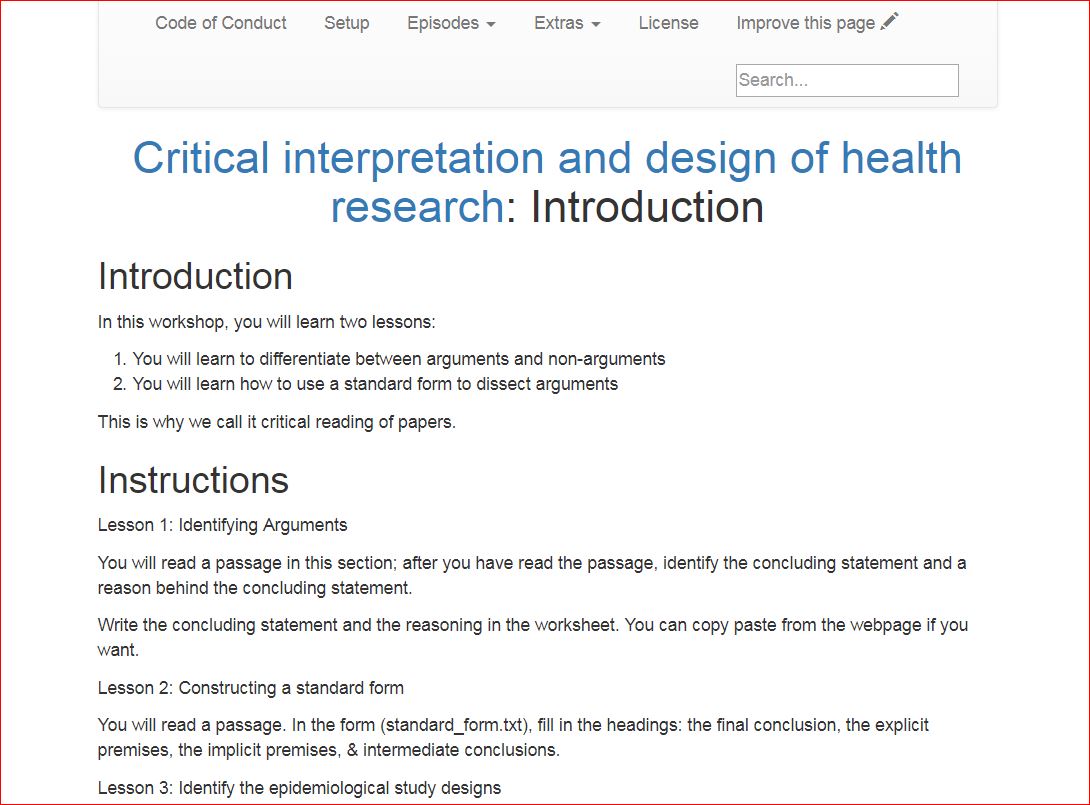 Code of Conduct Setup Episodes Extras License Improve this page
Search...
Critical interpretation and design of health
research: Introduction
Introduction
In this workshop, you will learn two lessons:
1. You will learn to differentiate between arguments and non-arguments
2. You will learn how to use a standard form to dissect arguments
This is why we call it critical reading of papers.
Instructions
Lesson 1: Identifying Arguments
You will read a passage in this section; after you have read the passage, identify the concluding statement and a
reason behind the concluding statement.
Write the concluding statement and the reasoning in the worksheet. You can copy paste from the webpage if you
want.
Lesson 2: Constructing a standard form
You will read a passage. In the form (standard_form.txt), fill in the headings: the final conclusion, the explicit
premises, the implicit premises, & intermediate conclusions.
Lesson 3: Identify the epidemiological study designs